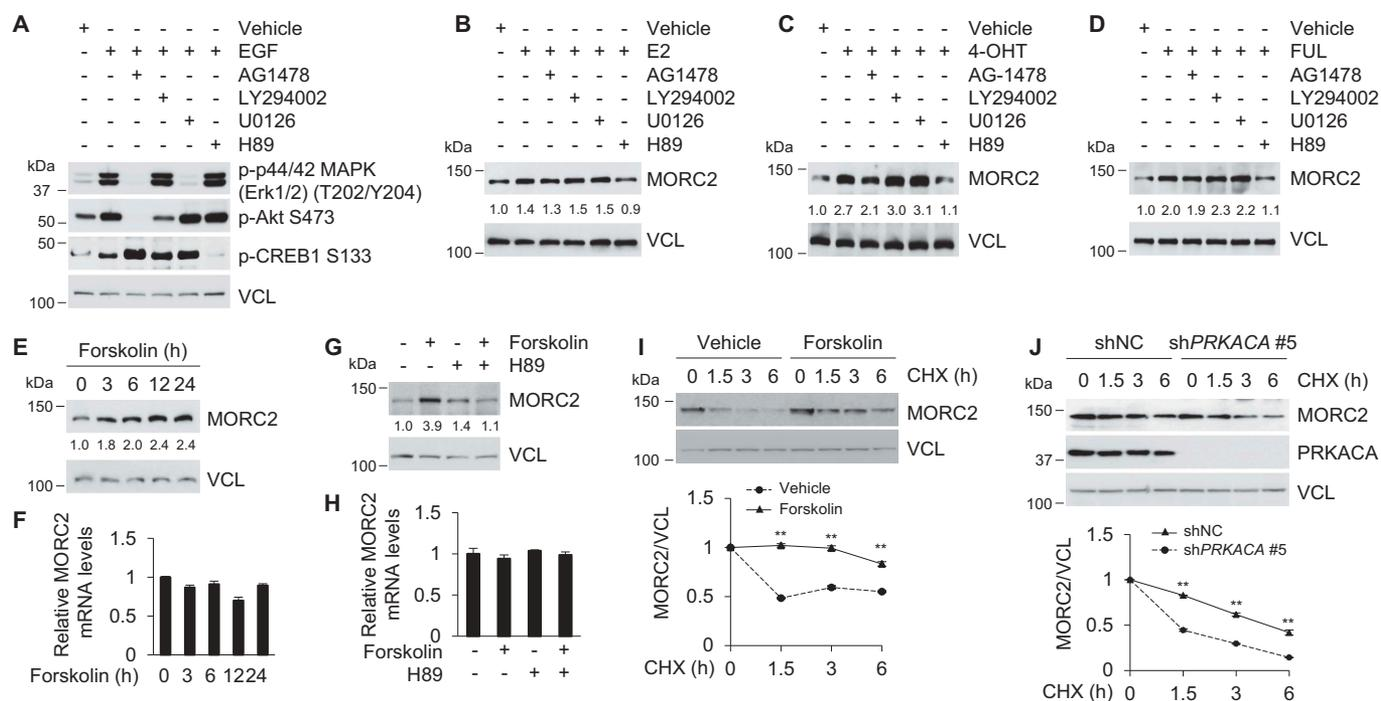 A
+ - - - - - Vehicle
- + + + + + EGF
- - + - - - AG1478
- - - + - - LY294002
- - - - + - U0126
- - - - - + H89
kDa
37
p-p44/42 MAPK
(Erk1/2) (T202/Y204)
50 p-Akt S473
50 p-CREB1 S133
100 VCL
B
+ - - - - - Vehicle
- + + + + + E2
- - + - - - AG1478
- - - + - - LY294002
- - - - + - U0126
- - - - - + H89
kDa
150 MORC2
1.0 1.4 1.3 1.5 1.5 0.9
100 VCL
C
+ - - - - - Vehicle
- + + + + + 4-OHT
- - + - - - AG-1478
- - - + - - LY294002
- - - - + - U0126
- - - - - + H89
kDa
150 MORC2
1.0 2.7 2.1 3.0 3.1 1.1
100 VCL
D
+ - - - - - Vehicle
- + + + + + FUL
- - + - - - AG1478
- - - + - - LY294002
- - - - + - U0126
- - - - - + H89
kDa
150 MORC2
1.0 2.0 1.9 2.3 2.2 1.1
100 VCL
E
Forskolin (h)
kDa 0 3 6 12 24
150 MORC2
1.0 1.8 2.0 2.4 2.4
100 VCL
F
Relative MORC2
mRNA levels
1.5
1
0.5
0
Forskolin (h) 0 3 6 12 24
G
- + - + Forskolin
- - + + H89
kDa
150 MORC2
1.0 3.9 1.4 1.1
100 VCL
H
Relative MORC2
mRNA levels
1.5
1
0.5
0
Forskolin - + - +
H89 - - + +
I
Vehicle Forskolin
0 1.5 3 6 0 1.5 3 6 CHX (h)
kDa
150 MORC2
100 VCL
MORC2/VCL
1.5
1
0.5
0
Vehicle
Forskolin
** ** **
CHX (h) 0 1.5 3 6
J
shNC shPRKACA #5
0 1.5 3 6 0 1.5 3 6 CHX (h)
kDa
150 MORC2
37 PRKACA
100 VCL
MORC2/VCL
1.5
1
0.5
0
shNC
shPRKACA #5
** ** **
CHX (h) 0 1.5 3 6